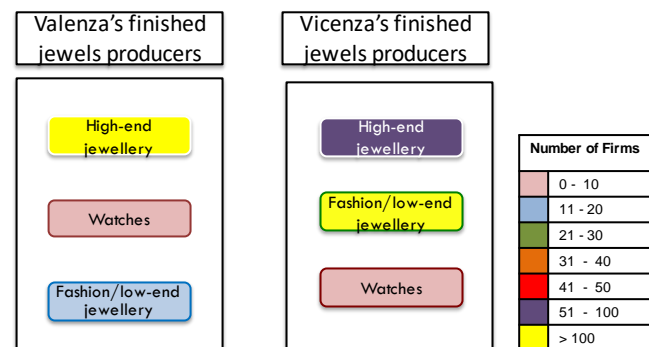 Valenza's finished
jewels producers
High-end
jewellery
Watches
Fashion/low-end
jewellery
Vicenza's finished
jewels producers
High-end
jewellery
Fashion/low-end
jewellery
Watches
Number of Firms
0 - 10
11 - 20
21 - 30
31 - 40
41 - 50
51 - 100
> 100